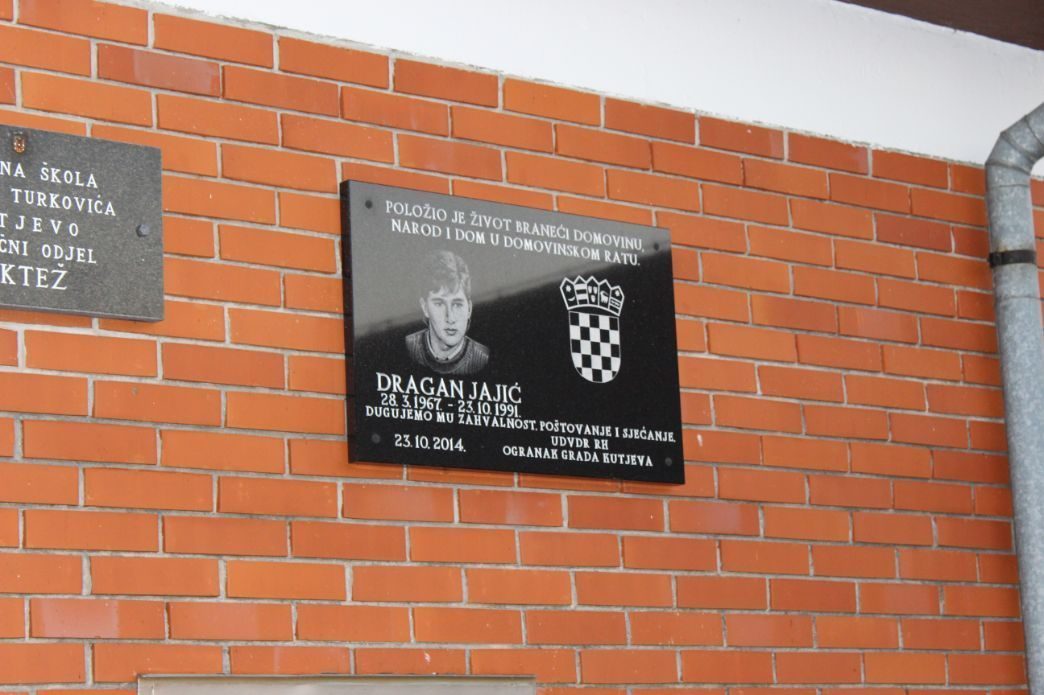 NA ŠKOLA
TURKOVIĆA
TJEVO
ČNI ODJEL
KTEŽ
POLOŽIO JE ŽIVOT BRANEĆI DOMOVINU,
NAROD I DOM U DOMOVINSKOM RATU.
DRAGAN JAJIĆ
28.3.1967. - 23.10.1991.
DUGUJEMO MU ZAHVALNOST, POŠTOVANJE I SJEĆANJE.
23.10.2014.
UDVDR RH
OGRANAK GRADA KUTJEVA